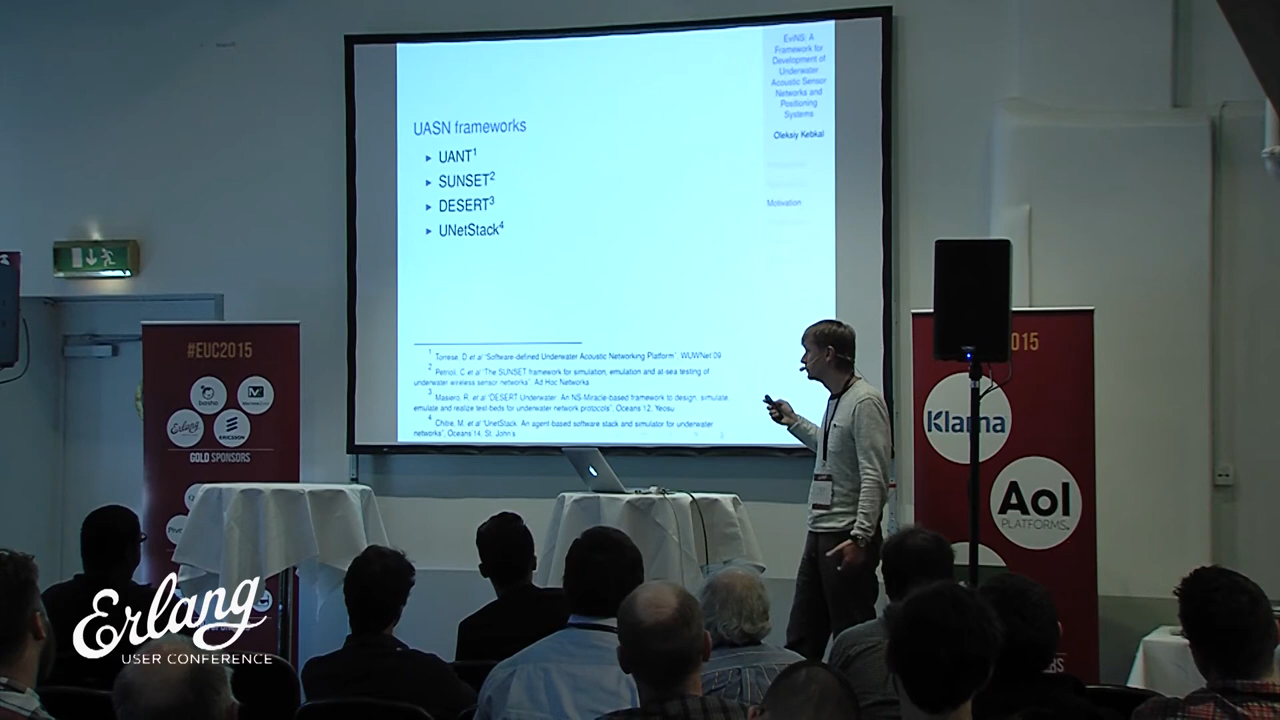 EviNS: A
Framework for
Development of
Underwater
Acoustic Sensor
Networks and
Positioning
Systems
Oleksiy Kebkal
Motivation
UASN frameworks
▸ UANT1
▸ SUNSET2
▸ DESERT3
▸ UNetStack4
1 Torrese. D et al “Software-defined Underwater Acoustic Networking Platform”. WUWNet 09
2 Petrioli. C et al “The SUNSET framework for simulation, emulation and at-sea testing of
underwater wireless sensor networks”. Ad Hoc Networks
3 Masiero. R. et al “DESERT Underwater: An NS-Miracle-based framework to design, simulate,
emulate and realize test-beds for underwater network protocols”. Oceans 12. Yeosu
4 Chitre. M. et al “UnetStack. An agent-based software stack and simulator for underwater
networks”. Oceans 14. St. John's
#EUC2015
basho
Erlang
ERICSSON
GOLD SPONSORS
015
Klarna
Aol
PLATFORMS.
RS
Erlang
USER CONFERENCE